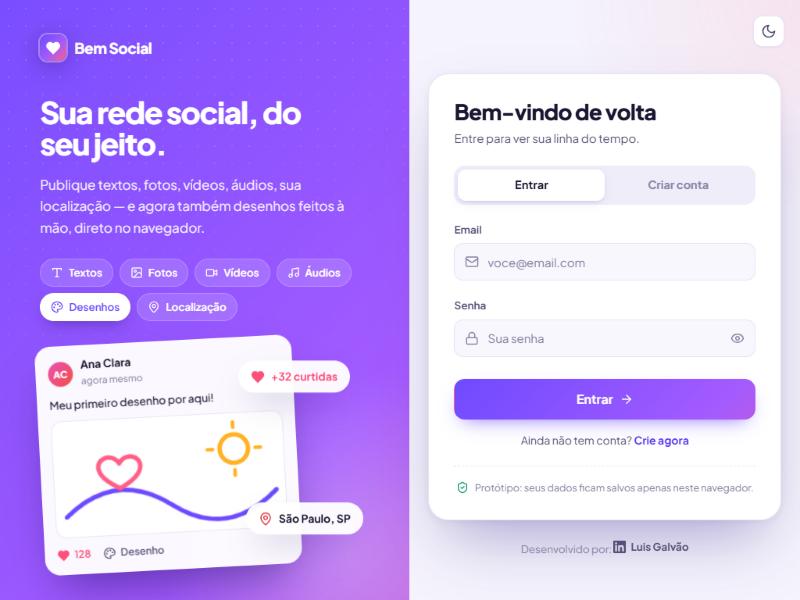 Bem Social
Sua rede social, do
seu jeito.
Publique textos, fotos, vídeos, áudios, sua
localização — e agora também desenhos feitos à
mão, direto no navegador.
Textos
Fotos
Vídeos
Áudios
Desenhos
Localização
AC
Ana Clara
agora mesmo
+32 curtidas
Meu primeiro desenho por aqui!
São Paulo, SP
128
Desenho
Bem-vindo de volta
Entre para ver sua linha do tempo.
Entrar
Criar conta
Email
voce@email.com
Senha
Sua senha
Entrar →
Ainda não tem conta? Crie agora
Protótipo: seus dados ficam salvos apenas neste navegador.
Desenvolvido por: in Luis Galvão